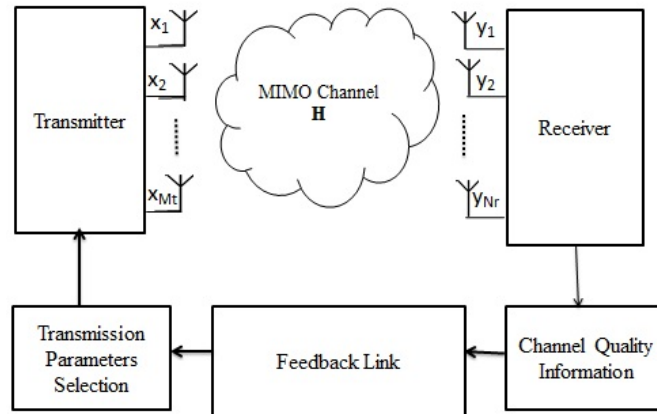 x1
x2
xMt
Transmitter
MIMO Channel
H
y1
y2
yNr
Receiver
Transmission
Parameters
Selection
Feedback Link
Channel Quality
Information